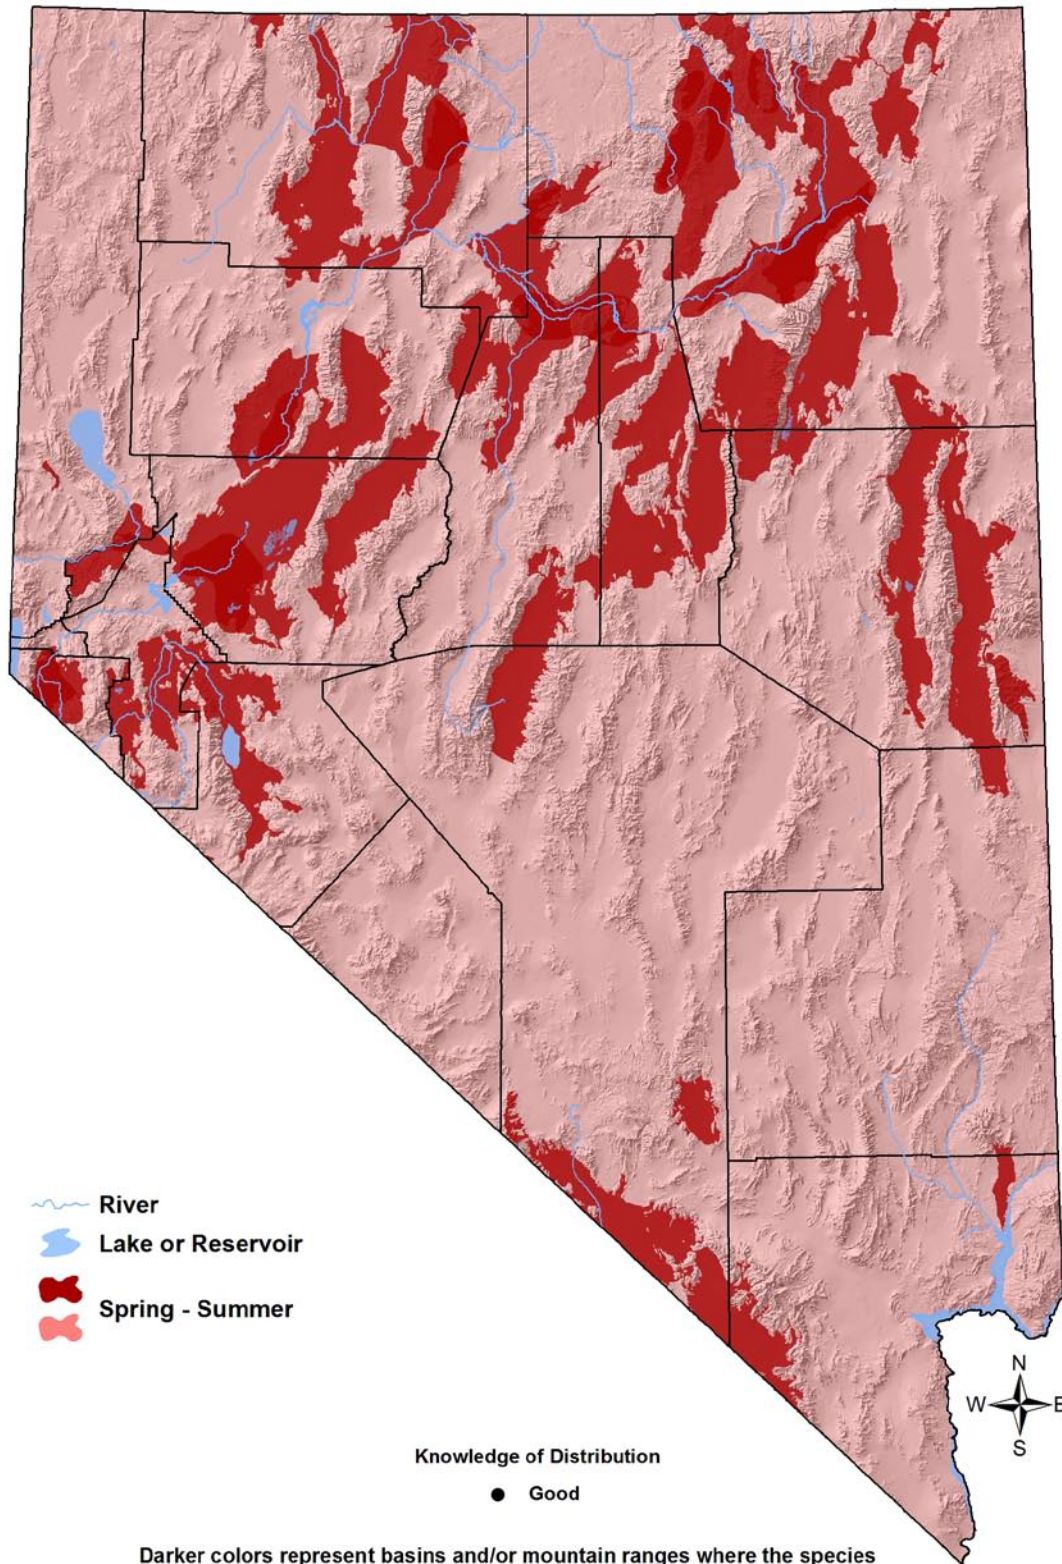 River
Lake or Reservoir
Spring - Summer
N
W E
S
Knowledge of Distribution
Good
Darker colors represent basins and/or mountain ranges where the species